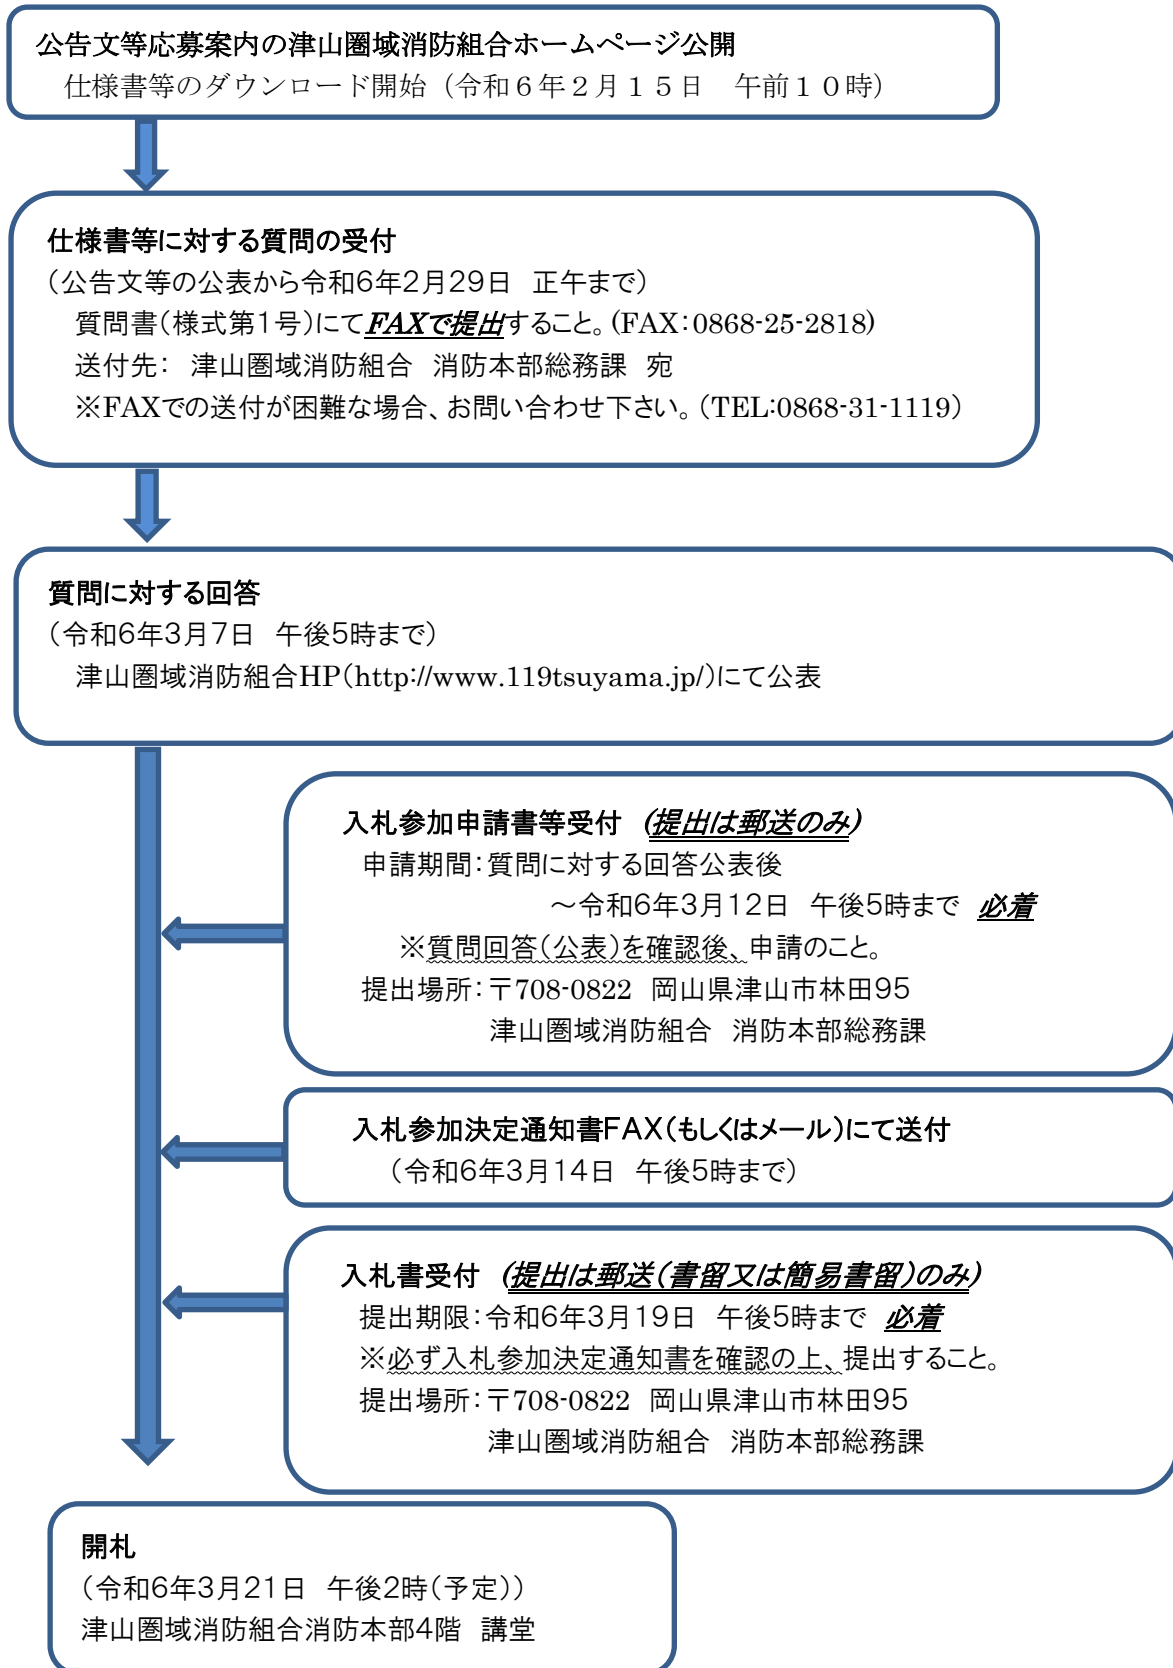 公告文等応募案内の津山圏域消防組合ホームページ公開
仕様書等のダウンロード開始（令和６年２月１５日　午前１０時）
仕様書等に対する質問の受付
（公告文等の公表から令和6年2月29日　正午まで）
質問書（様式第1号）にてFAXで提出すること。(FAX：0868-25-2818)
送付先：　津山圏域消防組合　消防本部総務課　宛
※FAXでの送付が困難な場合、お問い合わせ下さい。（TEL:0868-31-1119）
質問に対する回答
（令和6年3月7日　午後5時まで）
津山圏域消防組合HP（http://www.119tsuyama.jp/）にて公表
入札参加申請書等受付　(提出は郵送のみ)
申請期間：質問に対する回答公表後
～令和6年3月12日　午後5時まで　必着
※質問回答（公表）を確認後、申請のこと。
提出場所：〒708-0822　岡山県津山市林田95
津山圏域消防組合　消防本部総務課
入札参加決定通知書FAX（もしくはメール）にて送付
（令和6年3月14日　午後5時まで）
入札書受付　(提出は郵送（書留又は簡易書留）のみ)
提出期限：令和6年3月19日　午後5時まで　必着
※必ず入札参加決定通知書を確認の上、提出すること。
提出場所：〒708-0822　岡山県津山市林田95
津山圏域消防組合　消防本部総務課
開札
（令和6年3月21日　午後2時（予定））
津山圏域消防組合消防本部4階　講堂